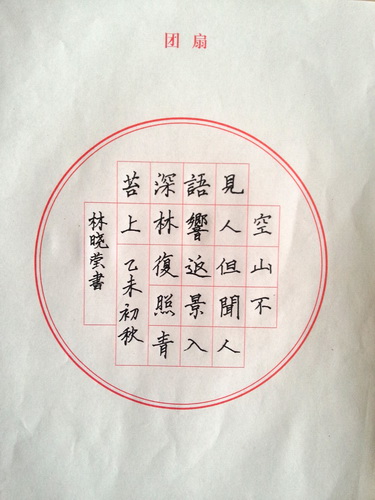 团扇
空山不
見人但聞人
語響返景入
深林復照青
苔上 乙未初秋
林晓莹書